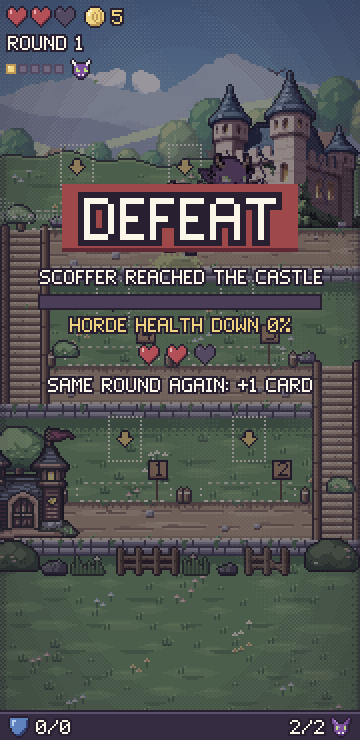 5
ROUND 1
DEFEAT
SCOFFER REACHED THE CASTLE
HORDE HEALTH DOWN 0%
SAME ROUND AGAIN: +1 CARD
1
2
0/0
2/2